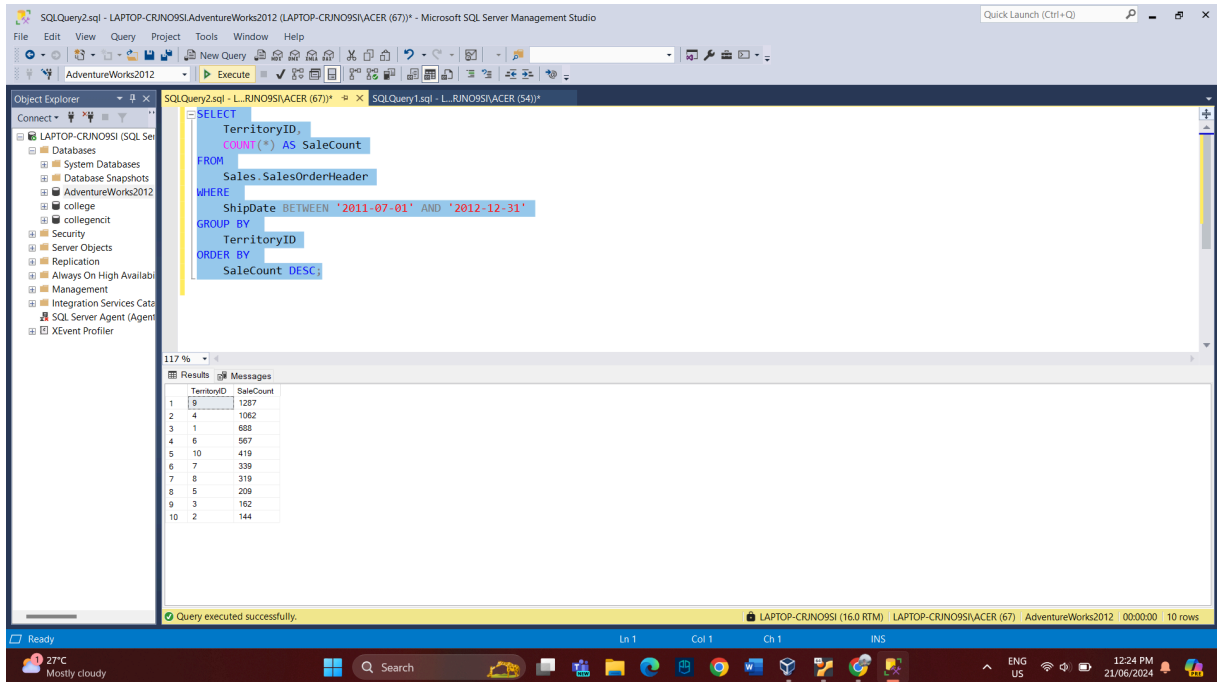 SQLQuery2.sql - LAPTOP-CRJNO9SI.AdventureWorks2012 (LAPTOP-CRJNO9SI\ACER (67))* - Microsoft SQL Server Management Studio
Quick Launch (Ctrl+Q)
File Edit View Query Project Tools Window Help
New Query
AdventureWorks2012
Execute
Object Explorer
SQLQuery2.sql - L...RJNO9SI\ACER (67))*
SQLQuery1.sql - L...RJNO9SI\ACER (54))*
Connect
LAPTOP-CRJNO9SI (SQL Ser
Databases
System Databases
Database Snapshots
AdventureWorks2012
college
collegencit
Security
Server Objects
Replication
Always On High Availabi
Management
Integration Services Cata
SQL Server Agent (Agent
XEvent Profiler
SELECT
TerritoryID,
COUNT(*) AS SaleCount
FROM
Sales.SalesOrderHeader
WHERE
ShipDate BETWEEN '2011-07-01' AND '2012-12-31'
GROUP BY
TerritoryID
ORDER BY
SaleCount DESC;
117 %
Results Messages
TerritoryID SaleCount
1 9 1287
2 4 1062
3 1 688
4 6 567
5 10 419
6 7 339
7 8 319
8 5 209
9 3 162
10 2 144
Query executed successfully.
LAPTOP-CRJNO9SI (16.0 RTM) LAPTOP-CRJNO9SI\ACER (67) AdventureWorks2012 00:00:00 10 rows
Ready Ln 1 Col 1 Ch 1 INS
1
27°C
Mostly cloudy
Search
NEW
ENG
US
12:24 PM
21/06/2024
PRE